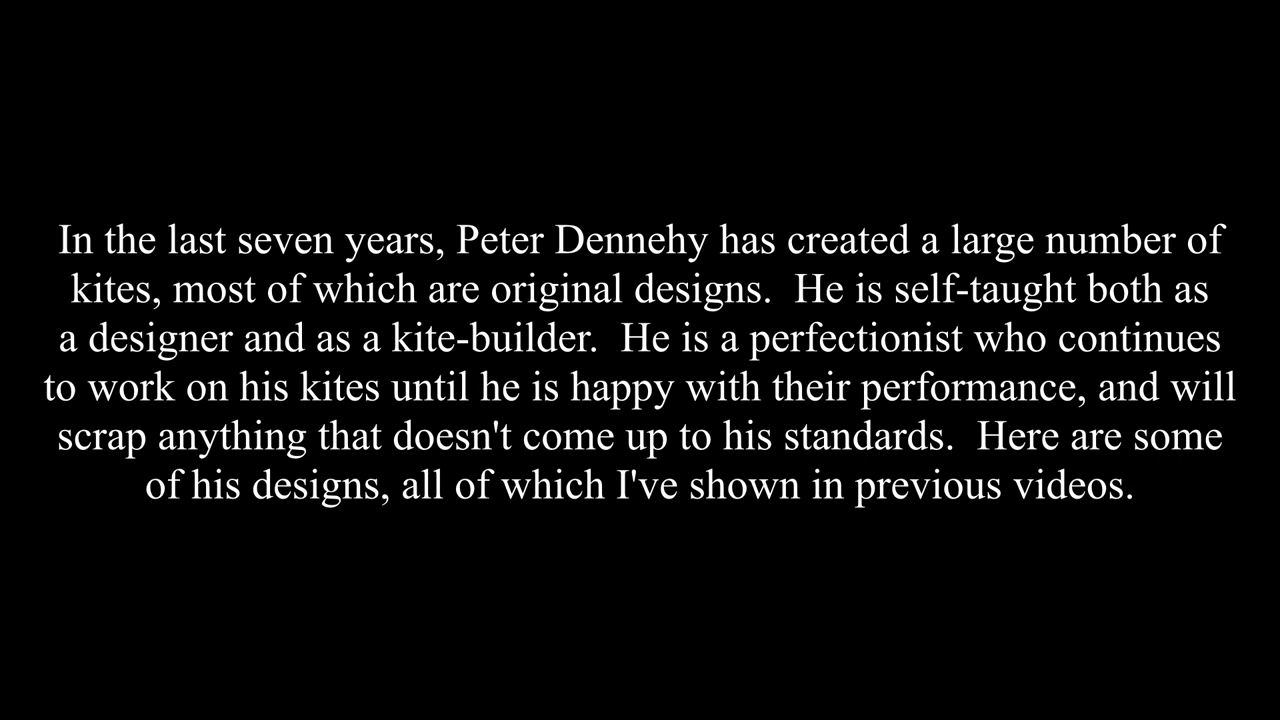 In the last seven years, Peter Dennehy has created a large number of
kites, most of which are original designs.  He is self-taught both as
a designer and as a kite-builder.  He is a perfectionist who continues
to work on his kites until he is happy with their performance, and will
scrap anything that doesn't come up to his standards.  Here are some
of his designs, all of which I've shown in previous videos.